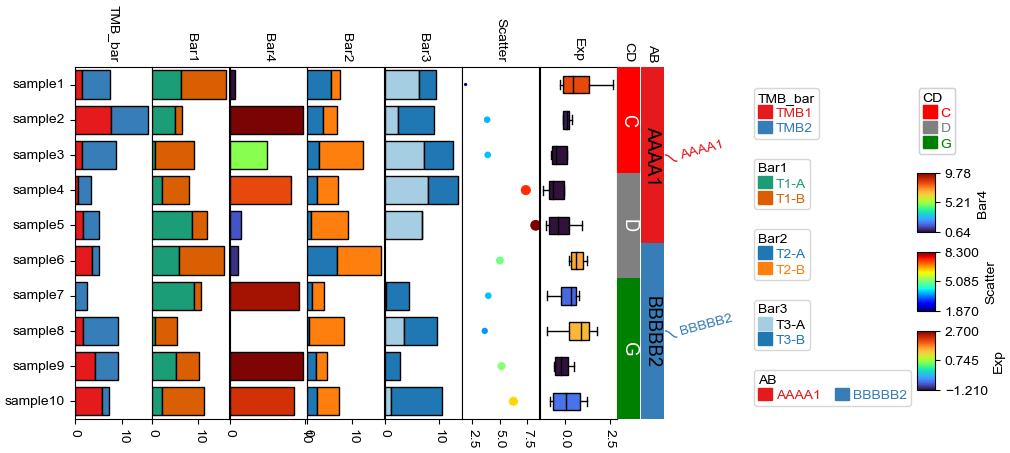 TMB_bar
Bar1
Bar4
Bar2
Bar3
Scatter
Exp
CD
AB
sample1
sample2
sample3
sample4
sample5
sample6
sample7
sample8
sample9
sample10
0 10
0 10
0
0 10
0 10
2.5 5.0 7.5
0.0 2.5
C
D
G
AAAA1
BBBBB2
AAAA1
BBBBB2
TMB_bar
TMB1
TMB2
Bar1
T1-A
T1-B
Bar2
T2-A
T2-B
Bar3
T3-A
T3-B
AB
AAAA1 BBBBB2
CD
C
D
G
9.78
5.21
0.64
Bar4
8.300
5.085
1.870
Scatter
2.700
0.745
−1.210
Exp